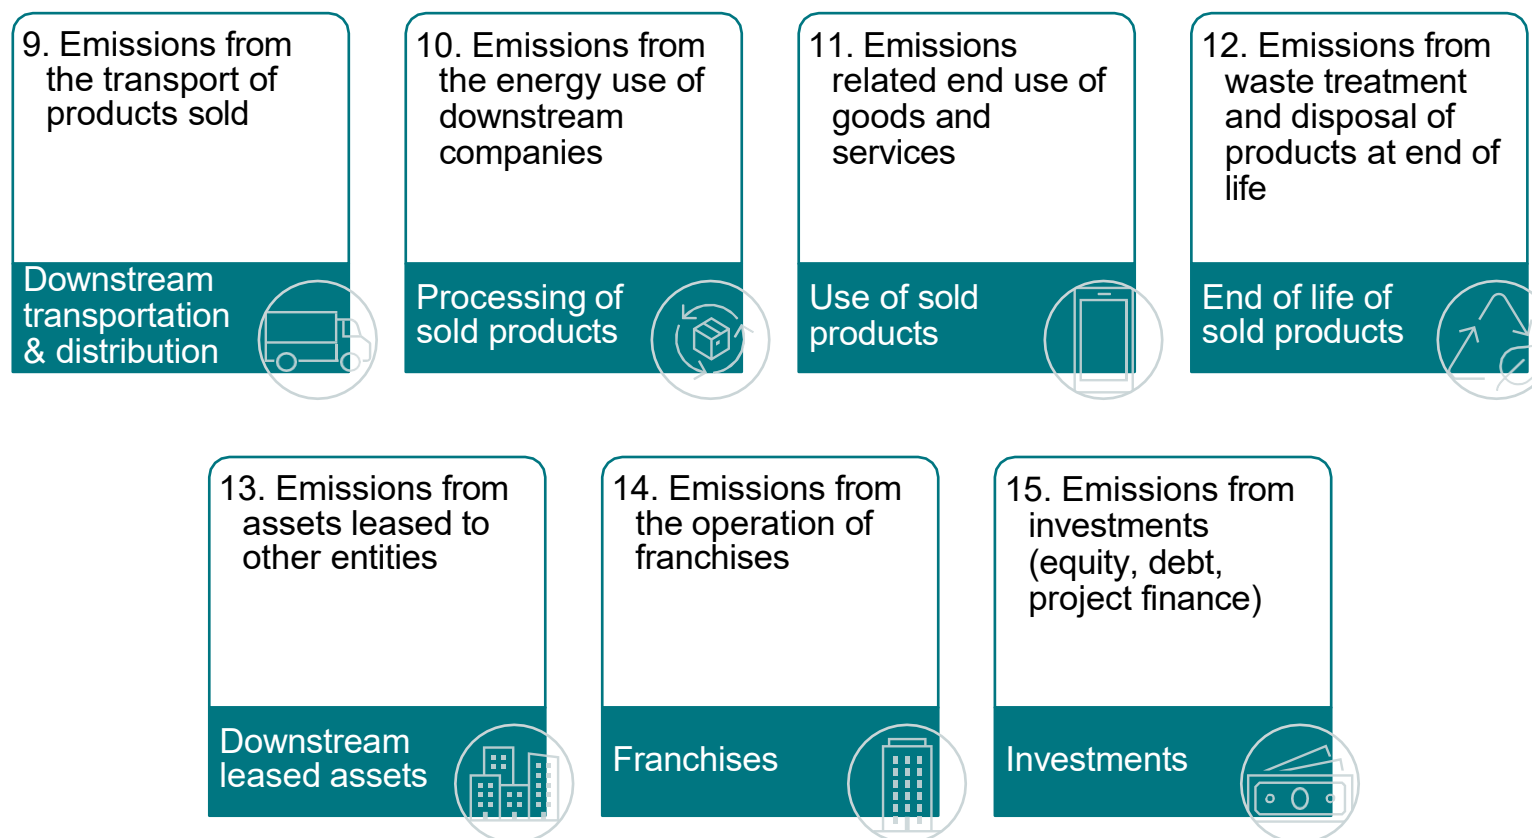 9. Emissions from
the transport of
products sold
Downstream
transportation
& distribution
10. Emissions from
the energy use of
downstream
companies
Processing of
sold products
11. Emissions
related end use of
goods and
services
Use of sold
products
12. Emissions from
waste treatment
and disposal of
products at end of
life
End of life of
sold products
13. Emissions from
assets leased to
other entities
Downstream
leased assets
14. Emissions from
the operation of
franchises
Franchises
15. Emissions from
investments
(equity, debt,
project finance)
Investments